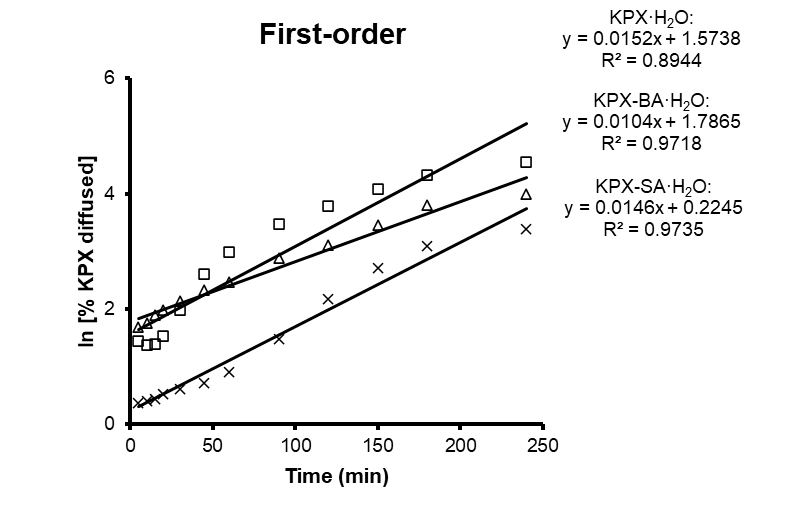 First-order
KPX·H₂O:
y = 0.0152x + 1.5738
R² = 0.8944
KPX-BA·H₂O:
y = 0.0104x + 1.7865
R² = 0.9718
KPX-SA·H₂O:
y = 0.0146x + 0.2245
R² = 0.9735
ln [% KPX diffused]
6
4
2
0
0 50 100 150 200 250
Time (min)